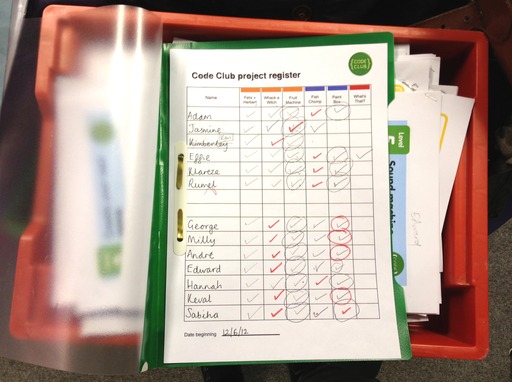 {CODE
CLUB}
Code Club project register
Name Felix's Herbert Whack a Witch Fruit Machine Fish Chomp Paint Box What's That?
Adam
Jasmine
Kimberley
Effie
Klareze
Rumel
George
Milly
Andre
Edward
Hannah
Keval
Sabiha
Date beginning 12/6/12
Level
Sound machine
Edward